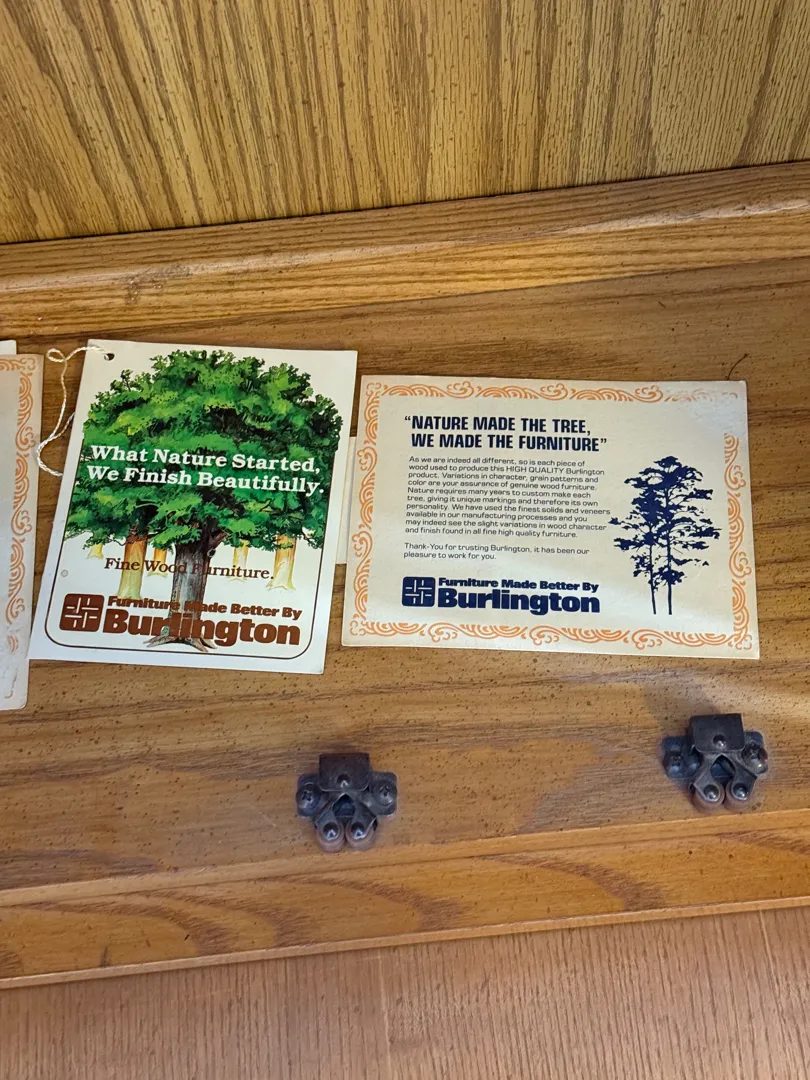 What Nature Started,
We Finish Beautifully.
Fine Wood Furniture.
Furniture Made Better By
Burlington
"NATURE MADE THE TREE,
WE MADE THE FURNITURE"
As we are indeed all different, so is each piece of
wood used to produce this HIGH QUALITY Burlington
product. Variations in character, grain patterns and
color are your assurance of genuine wood furniture.
Nature requires many years to custom make each
tree, giving it unique markings and therefore its own
personality. We have used the finest solids and veneers
available in our manufacturing processes and you
may indeed see the slight variations in wood character
and finish found in all fine high quality furniture.
Thank-You for trusting Burlington, it has been our
pleasure to work for you.
Furniture Made Better By
Burlington